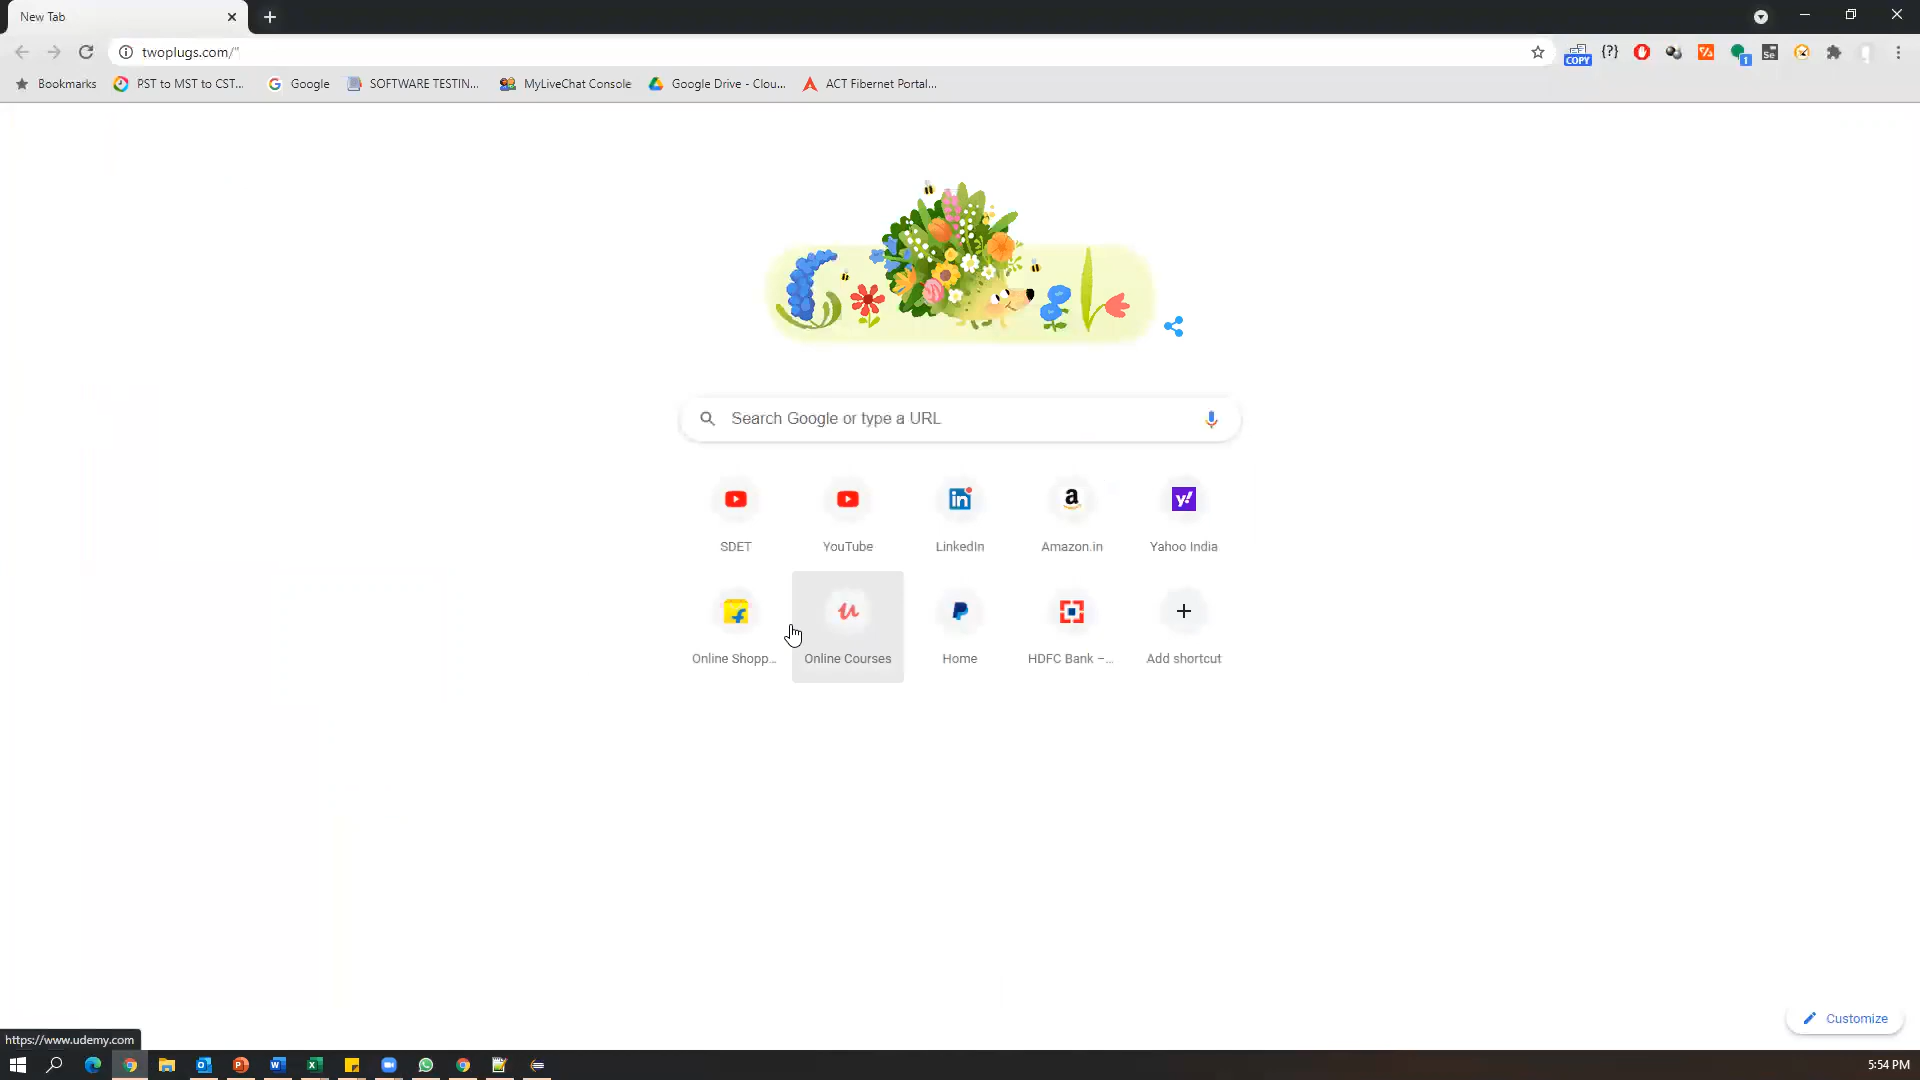 New Tab
twoplugs.com/"
COPY
{?}
1
Se
Bookmarks
PST to MST to CST...
Google
SOFTWARE TESTIN...
MyLiveChat Console
Google Drive - Clou...
ACT Fibernet Portal...
Search Google or type a URL
SDET
YouTube
LinkedIn
Amazon.in
Yahoo India
Online Shopp...
Online Courses
Home
HDFC Bank –...
Add shortcut
Customize
https://www.udemy.com
5:54 PM